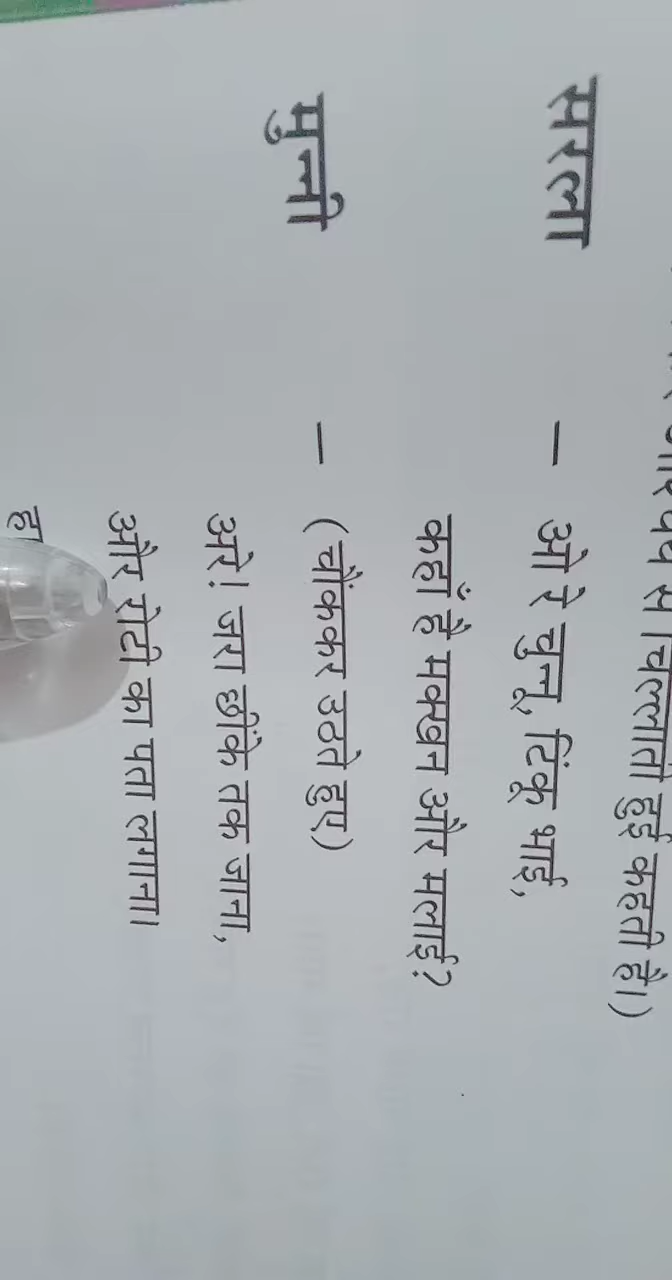 से चिल्लाती हुई कहती है।)
सरला – ओ रे चुन्नू, टिंकू भाई,
कहाँ है मक्खन और मलाई?
मुन्नी – (चौंककर उठते हुए)
अरे! जरा छींके तक जाना,
और रोटी का पता लगाना।